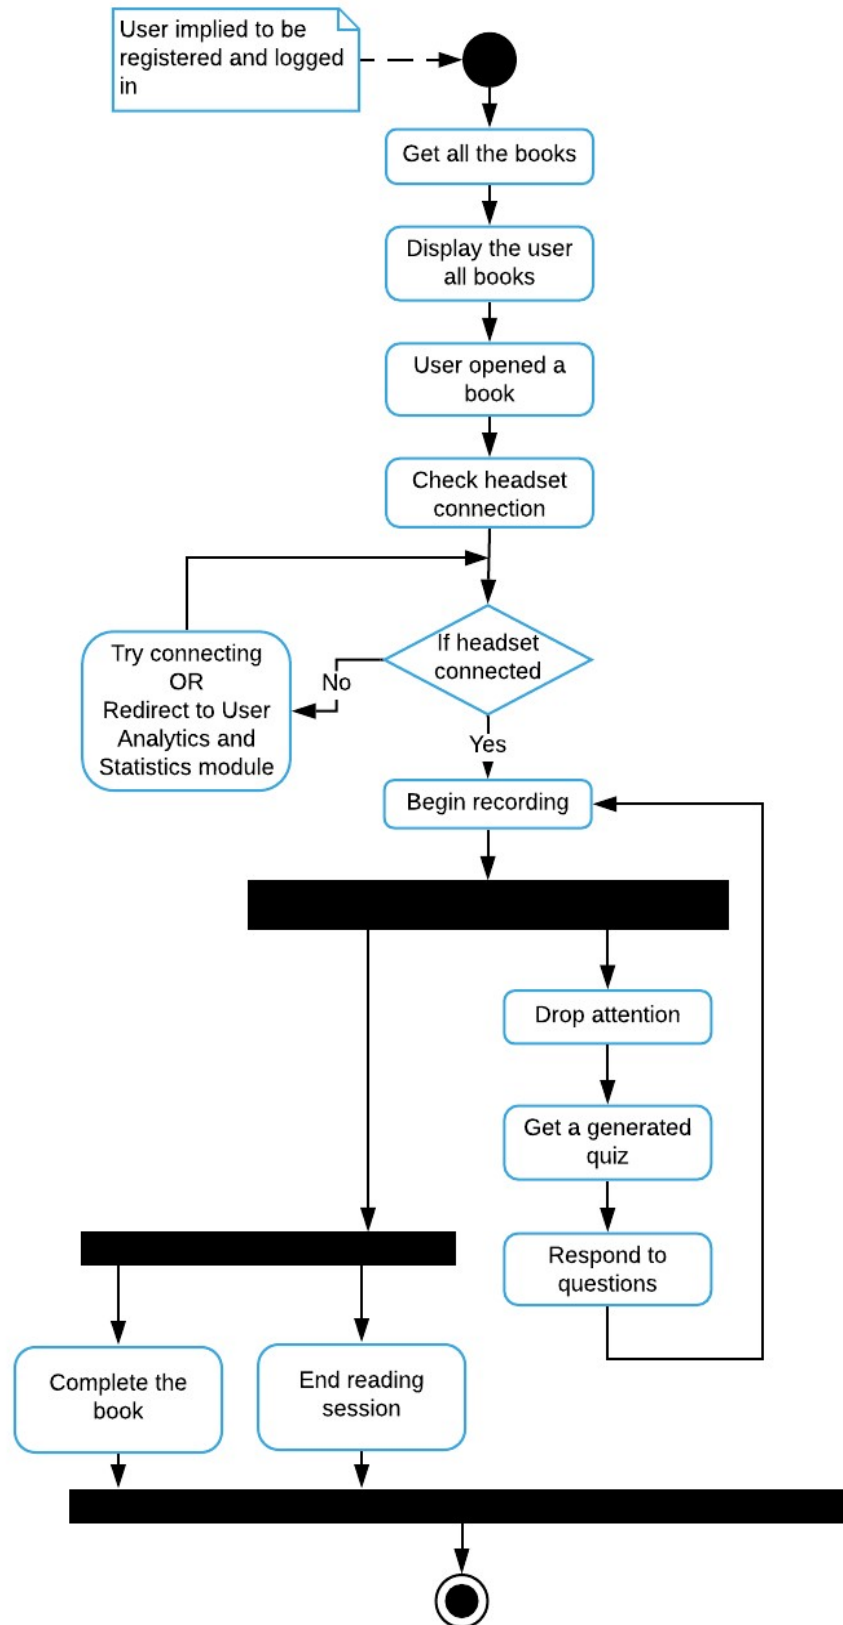 User implied to be
registered and logged
in
Get all the books
Display the user
all books
User opened a
book
Check headset
connection
If headset
connected
No
Try connecting
OR
Redirect to User
Analytics and
Statistics module
Yes
Begin recording
Drop attention
Get a generated
quiz
Respond to
questions
Complete the
book
End reading
session